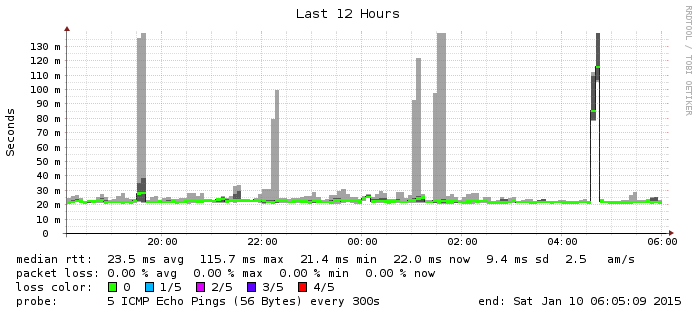 Last 12 Hours
RRDTOOL / TOBI OETIKER
Seconds
130 m
120 m
110 m
100 m
90 m
80 m
70 m
60 m
50 m
40 m
30 m
20 m
10 m
0
20:00 22:00 00:00 02:00 04:00 06:00
median rtt: 23.5 ms avg 115.7 ms max 21.4 ms min 22.0 ms now 9.4 ms sd 2.5 am/s
packet loss: 0.00 % avg 0.00 % max 0.00 % min 0.00 % now
loss color: 0 1/5 2/5 3/5 4/5
probe: 5 ICMP Echo Pings (56 Bytes) every 300s end: Sat Jan 10 06:05:09 2015